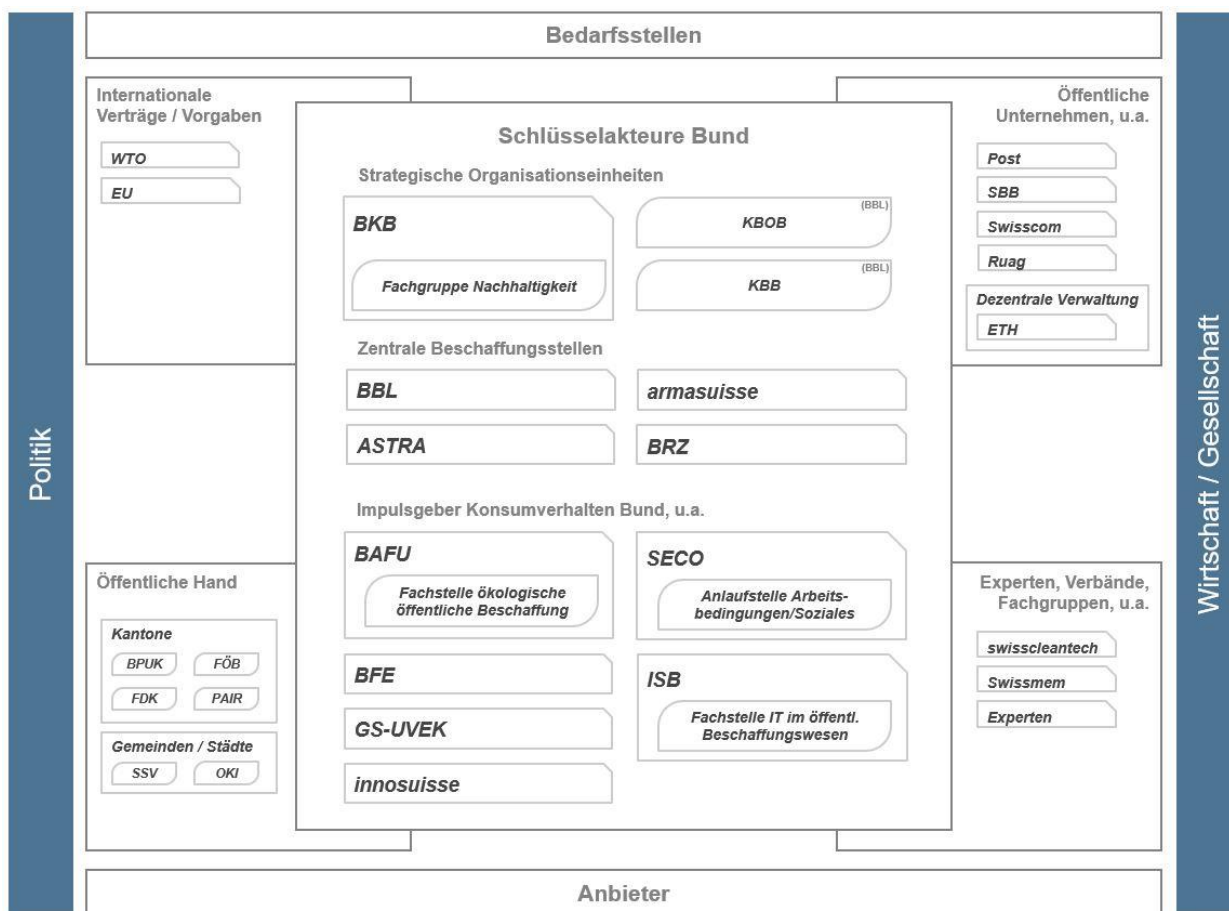 Bedarfsstellen
Politik
Wirtschaft / Gesellschaft
Internationale
Verträge / Vorgaben
WTO
EU
Öffentliche
Unternehmen, u.a.
Post
SBB
Swisscom
Ruag
Dezentrale Verwaltung
ETH
Schlüsselakteure Bund
Strategische Organisationseinheiten
BKB
Fachgruppe Nachhaltigkeit
(BBL)
KBOB
(BBL)
KBB
Zentrale Beschaffungsstellen
BBL
armasuisse
ASTRA
BRZ
Impulsgeber Konsumverhalten Bund, u.a.
BAFU
Fachstelle ökologische
öffentliche Beschaffung
SECO
Anlaufstelle Arbeits-
bedingungen/Soziales
BFE
GS-UVEK
innosuisse
ISB
Fachstelle IT im öffentl.
Beschaffungswesen
Öffentliche Hand
Kantone
BPUK
FÖB
FDK
PAIR
Gemeinden / Städte
SSV
OKI
Experten, Verbände,
Fachgruppen, u.a.
swisscleantech
Swissmem
Experten
Anbieter